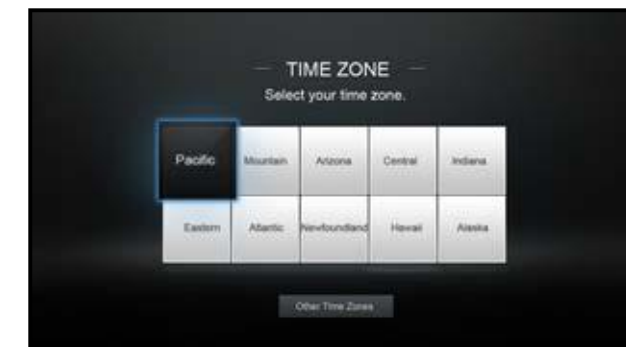 TIME ZONE
Select your time zone.
Pacific Mountain Arizona Central Indiana
Eastern Atlantic Newfoundland Hawaii Alaska
Other Time Zones